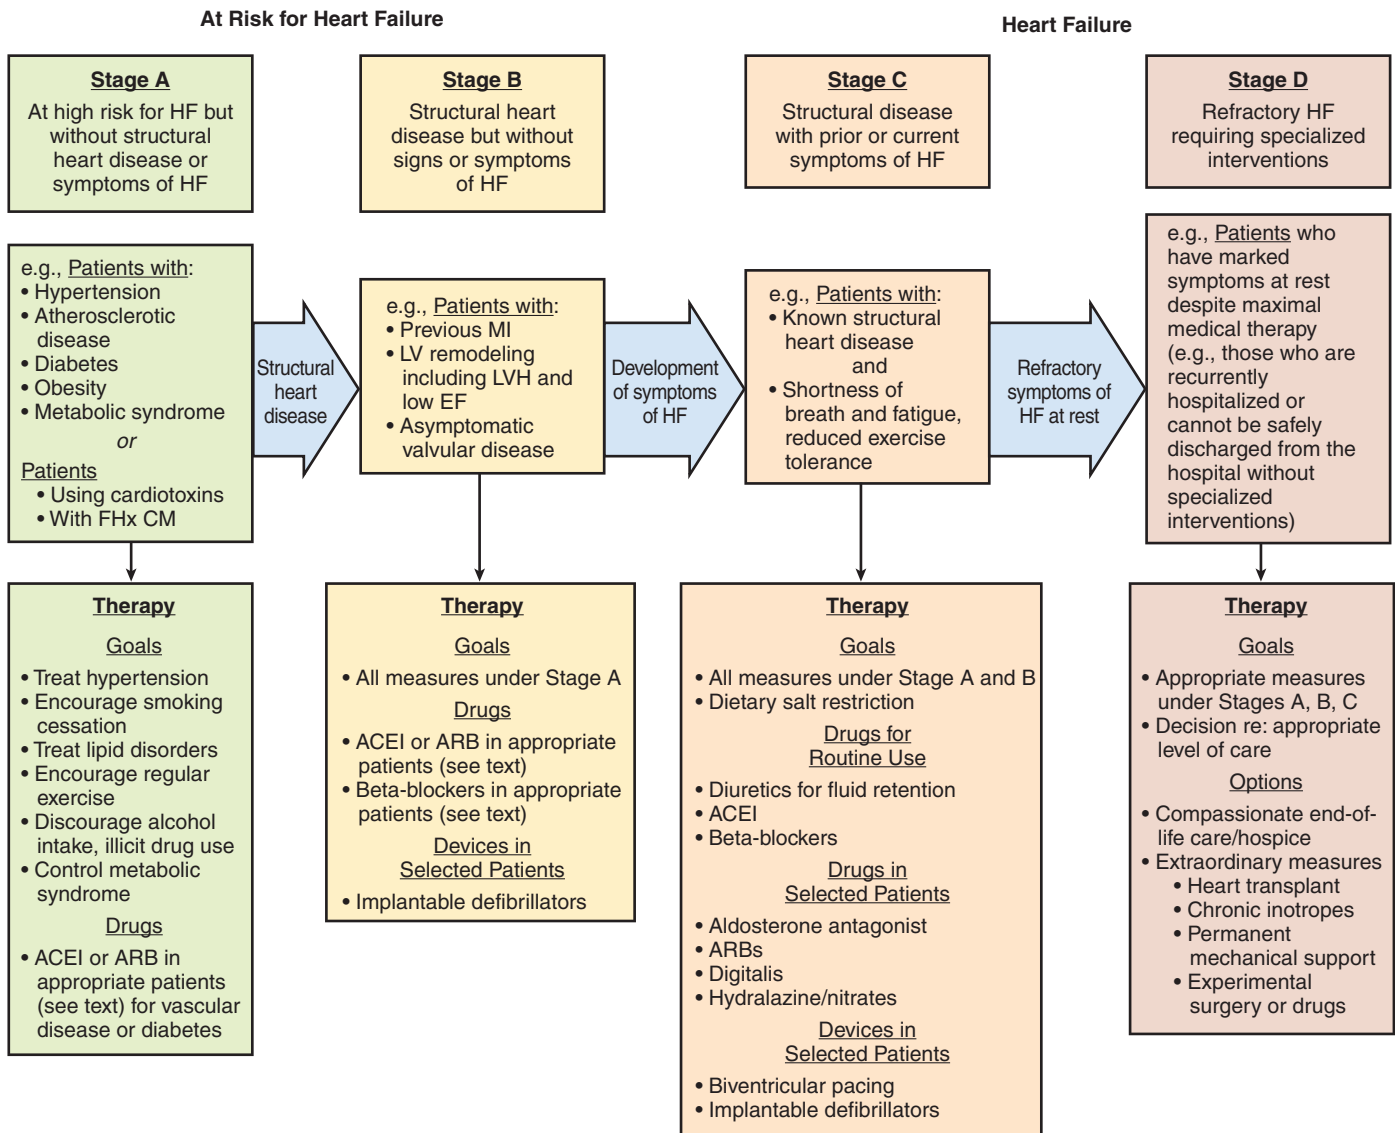 At Risk for Heart Failure
Heart Failure
Stage A
At high risk for HF but
without structural
heart disease or
symptoms of HF
Stage B
Structural heart
disease but without
signs or symptoms
of HF
Stage C
Structural disease
with prior or current
symptoms of HF
Stage D
Refractory HF
requiring specialized
interventions
e.g., Patients with:
• Hypertension
• Atherosclerotic
disease
• Diabetes
• Obesity
• Metabolic syndrome
or
Patients
• Using cardiotoxins
• With FHx CM
Structural
heart
disease
e.g., Patients with:
• Previous MI
• LV remodeling
including LVH and
low EF
• Asymptomatic
valvular disease
Development
of symptoms
of HF
e.g., Patients with:
• Known structural
heart disease
and
• Shortness of
breath and fatigue,
reduced exercise
tolerance
Refractory
symptoms of
HF at rest
e.g., Patients who
have marked
symptoms at rest
despite maximal
medical therapy
(e.g., those who are
recurrently
hospitalized or
cannot be safely
discharged from the
hospital without
specialized
interventions)
Therapy
Goals
• Treat hypertension
• Encourage smoking
cessation
• Treat lipid disorders
• Encourage regular
exercise
• Discourage alcohol
intake, illicit drug use
• Control metabolic
syndrome
Drugs
• ACEI or ARB in
appropriate patients
(see text) for vascular
disease or diabetes
Therapy
Goals
• All measures under Stage A
Drugs
• ACEI or ARB in appropriate
patients (see text)
• Beta-blockers in appropriate
patients (see text)
Devices in
Selected Patients
• Implantable defibrillators
Therapy
Goals
• All measures under Stage A and B
• Dietary salt restriction
Drugs for
Routine Use
• Diuretics for fluid retention
• ACEI
• Beta-blockers
Drugs in
Selected Patients
• Aldosterone antagonist
• ARBs
• Digitalis
• Hydralazine/nitrates
Devices in
Selected Patients
• Biventricular pacing
• Implantable defibrillators
Therapy
Goals
• Appropriate measures
under Stages A, B, C
• Decision re: appropriate
level of care
Options
• Compassionate end-of-
life care/hospice
• Extraordinary measures
• Heart transplant
• Chronic inotropes
• Permanent
mechanical support
• Experimental
surgery or drugs